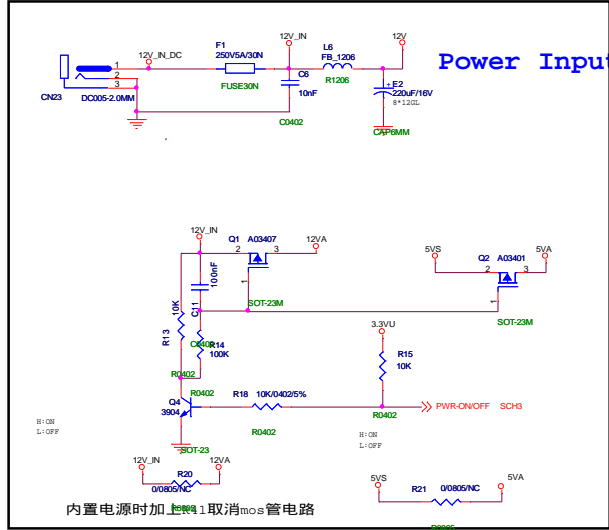 Power Input
12V_IN_DC
F1
250V5A/30N
FUSE30N
12V_IN
L6
FB_1206
R1206
12V
C6
10nF
C0402
+E2
220uF/16V
8*12GL
CAP6MM
1
2
3
CN23
DC005-2.0MM
12V_IN
Q1 A03407
12VA
2 3
1
SOT-23M
100nF
C11
C0402
10K
R13
R0402
R14
100K
R0402
5VS
Q2 A03401
5VA
2 3
1
SOT-23M
3.3VU
R15
10K
R0402
R18 10K/0402/5%
R0402
PWR-ON/OFF SCH3
Q4
3904
SOT-23
H:ON
L:OFF
H:ON
L:OFF
12V_IN
12VA
R20
0/0805/NC
5VS
5VA
R21
0/0805/NC
内置电源时加上R41取消mos管电路